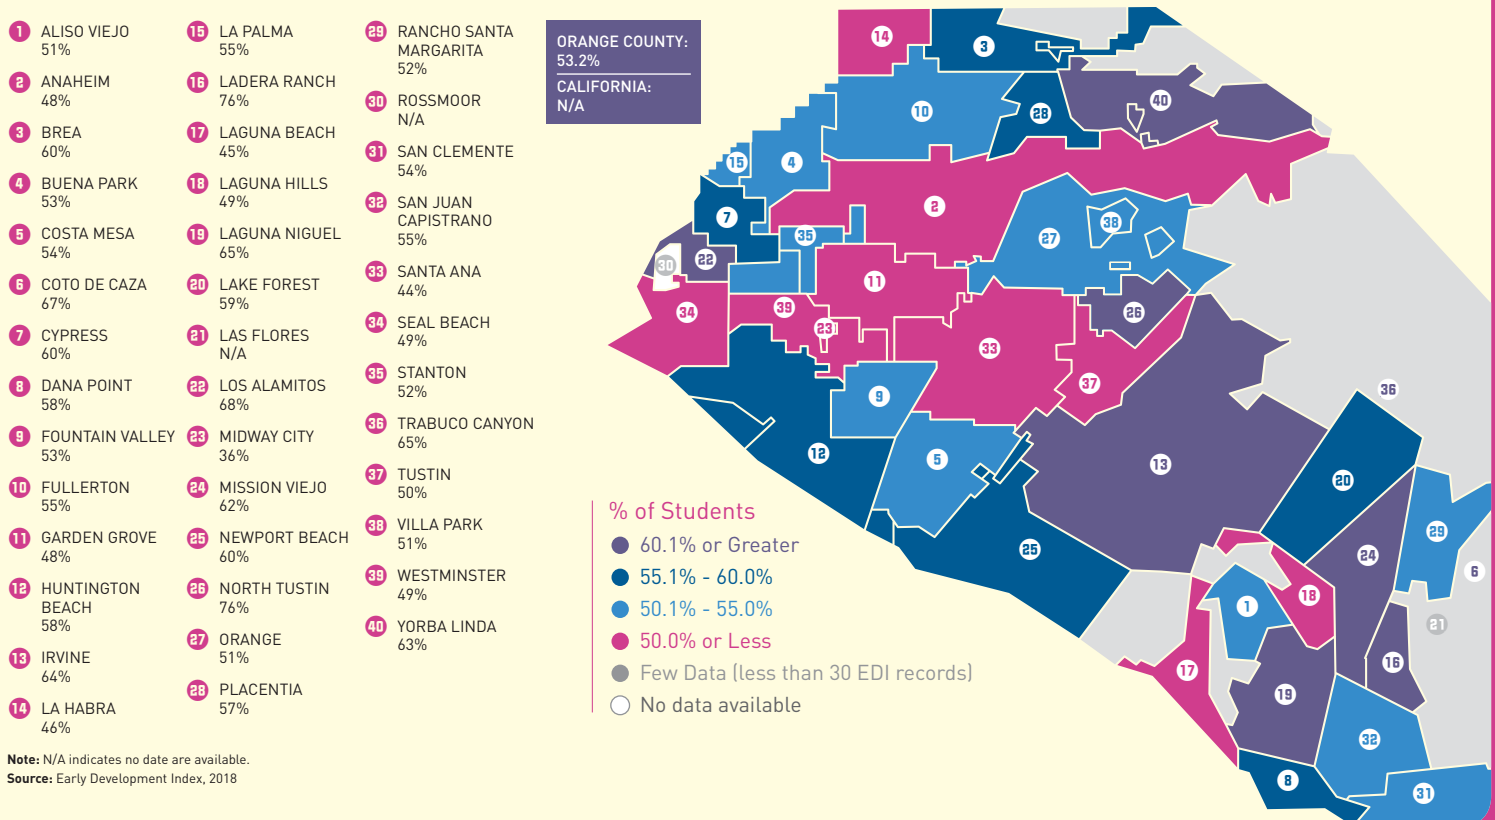 1 ALISO VIEJO
51%
2 ANAHEIM
48%
3 BREA
60%
4 BUENA PARK
53%
5 COSTA MESA
54%
6 COTO DE CAZA
67%
7 CYPRESS
60%
8 DANA POINT
58%
9 FOUNTAIN VALLEY
53%
10 FULLERTON
55%
11 GARDEN GROVE
48%
12 HUNTINGTON
BEACH
58%
13 IRVINE
64%
14 LA HABRA
46%
15 LA PALMA
55%
16 LADERA RANCH
76%
17 LAGUNA BEACH
45%
18 LAGUNA HILLS
49%
19 LAGUNA NIGUEL
65%
20 LAKE FOREST
59%
21 LAS FLORES
N/A
22 LOS ALAMITOS
68%
23 MIDWAY CITY
36%
24 MISSION VIEJO
62%
25 NEWPORT BEACH
60%
26 NORTH TUSTIN
76%
27 ORANGE
51%
28 PLACENTIA
57%
29 RANCHO SANTA
MARGARITA
52%
30 ROSSMOOR
N/A
31 SAN CLEMENTE
54%
32 SAN JUAN
CAPISTRANO
55%
33 SANTA ANA
44%
34 SEAL BEACH
49%
35 STANTON
52%
36 TRABUCO CANYON
65%
37 TUSTIN
50%
38 VILLA PARK
51%
39 WESTMINSTER
49%
40 YORBA LINDA
63%
Note: N/A indicates no date are available.
Source: Early Development Index, 2018
ORANGE COUNTY:
53.2%
CALIFORNIA:
N/A
14
3
40
10
28
15
4
2
7
38
35
27
22
30
11
39
34
26
23
33
37
36
9
12
5
13
20
29
25
24
6
18
1
21
16
17
19
32
8
31
% of Students
60.1% or Greater
55.1% - 60.0%
50.1% - 55.0%
50.0% or Less
Few Data (less than 30 EDI records)
No data available